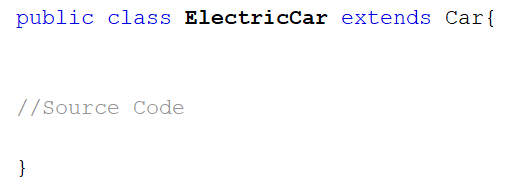 public class ElectricCar extends Car{
//Source Code
}